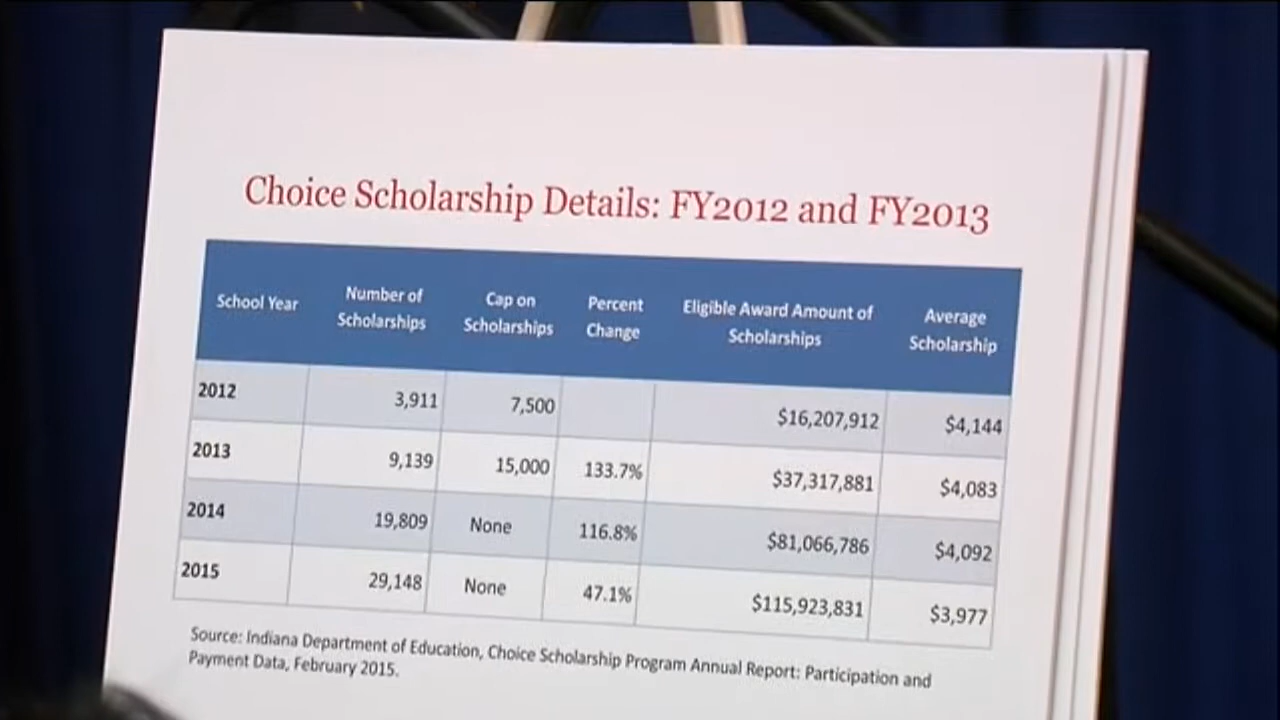 Choice Scholarship Details: FY2012 and FY2013
School Year Number of Scholarships Cap on Scholarships Percent Change Eligible Award Amount of Scholarships Average Scholarship
2012 3,911 7,500 $16,207,912 $4,144
2013 9,139 15,000 133.7% $37,317,881 $4,083
2014 19,809 None 116.8% $81,066,786 $4,092
2015 29,148 None 47.1% $115,923,831 $3,977
Source: Indiana Department of Education, Choice Scholarship Program Annual Report: Participation and
Payment Data, February 2015.